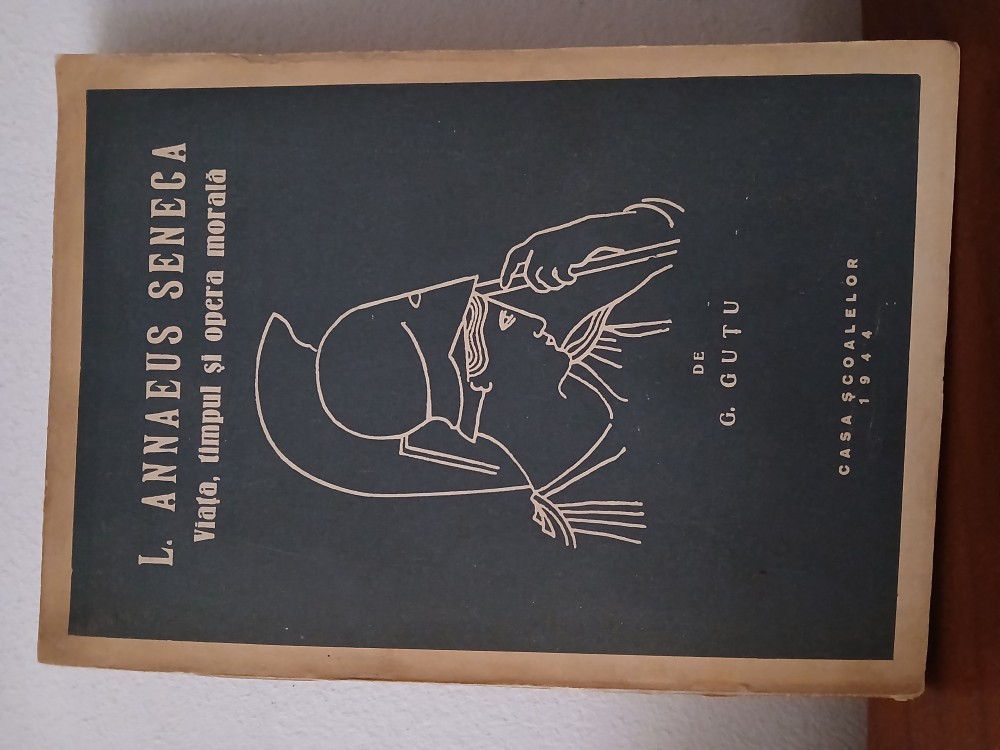 L. ANNAEUS SENECA
Viața, timpul și opera morală
DE
G. GUȚU
CASA ȘCOALELOR
1944